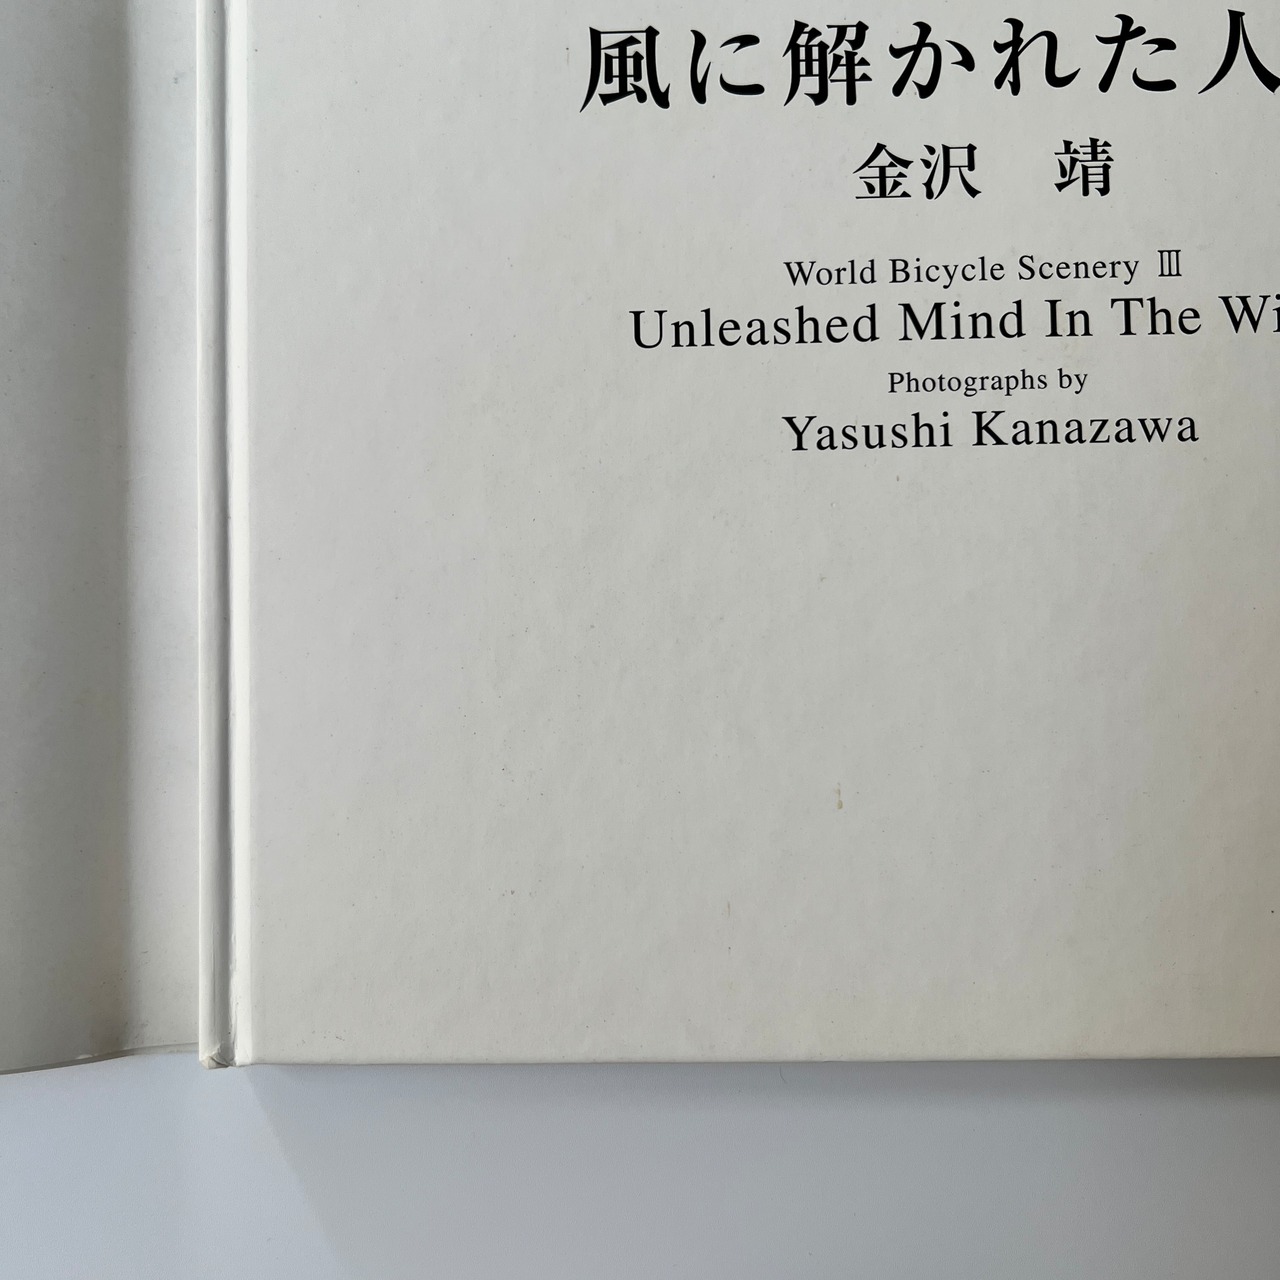 風に解かれた人
金沢 靖
World Bicycle Scenery Ⅲ
Unleashed Mind In The
Photographs by
Yasushi Kanazawa